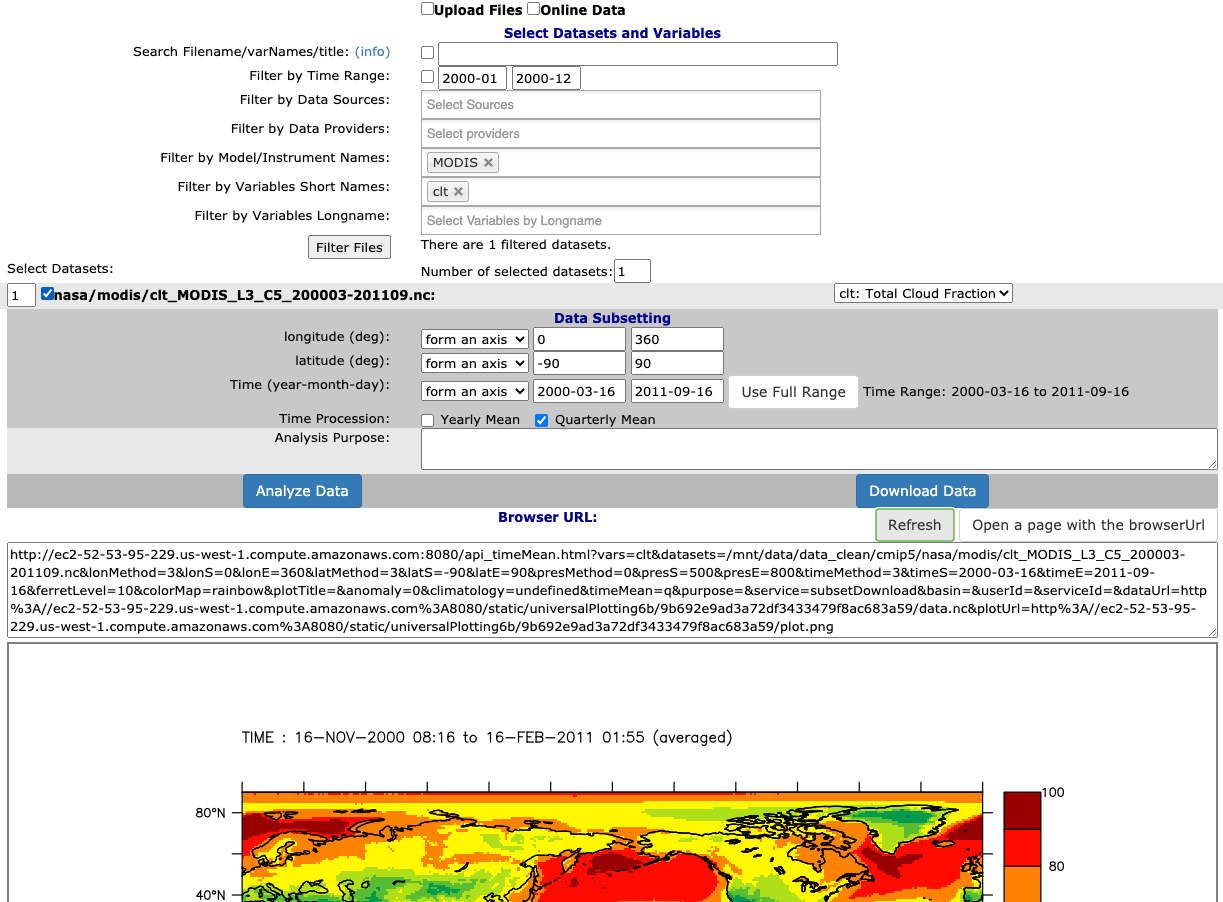 Upload Files Online Data
Select Datasets and Variables
Search Filename/varNames/title: (info)
Filter by Time Range: 2000-01 2000-12
Filter by Data Sources: Select Sources
Filter by Data Providers: Select providers
Filter by Model/Instrument Names: MODIS ×
Filter by Variables Short Names: clt ×
Filter by Variables Longname: Select Variables by Longname
Filter Files There are 1 filtered datasets.
Select Datasets: Number of selected datasets: 1
1 nasa/modis/clt_MODIS_L3_C5_200003-201109.nc: clt: Total Cloud Fraction
Data Subsetting
longitude (deg): form an axis 0 360
latitude (deg): form an axis -90 90
Time (year-month-day): form an axis 2000-03-16 2011-09-16 Use Full Range Time Range: 2000-03-16 to 2011-09-16
Time Procession: Yearly Mean Quarterly Mean
Analysis Purpose:
Analyze Data Download Data
Browser URL: Refresh Open a page with the browserUrl
http://ec2-52-53-95-229.us-west-1.compute.amazonaws.com:8080/api_timeMean.html?vars=clt&datasets=/mnt/data/data_clean/cmip5/nasa/modis/clt_MODIS_L3_C5_200003-
201109.nc&lonMethod=3&lonS=0&lonE=360&latMethod=3&latS=-90&latE=90&presMethod=0&presS=500&presE=800&timeMethod=3&timeS=2000-03-16&timeE=2011-09-
16&ferretLevel=10&colorMap=rainbow&plotTitle=&anomaly=0&climatology=undefined&timeMean=q&purpose=&service=subsetDownload&basin=&userId=&serviceId=&dataUrl=http
%3A//ec2-52-53-95-229.us-west-1.compute.amazonaws.com%3A8080/static/universalPlotting6b/9b692e9ad3a72df3433479f8ac683a59/data.nc&plotUrl=http%3A//ec2-52-53-95-
229.us-west-1.compute.amazonaws.com%3A8080/static/universalPlotting6b/9b692e9ad3a72df3433479f8ac683a59/plot.png
TIME : 16-NOV-2000 08:16 to 16-FEB-2011 01:55 (averaged)
100
80°N
80
40°N